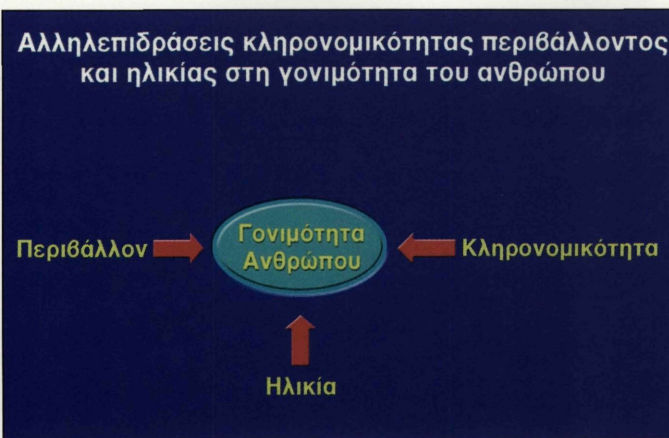 Αλληλεπιδράσεις κληρονομικότητας περιβάλλοντος
και ηλικίας στη γονιμότητα του ανθρώπου
Περιβάλλον
Γονιμότητα
Ανθρώπου
Κληρονομικότητα
Ηλικία